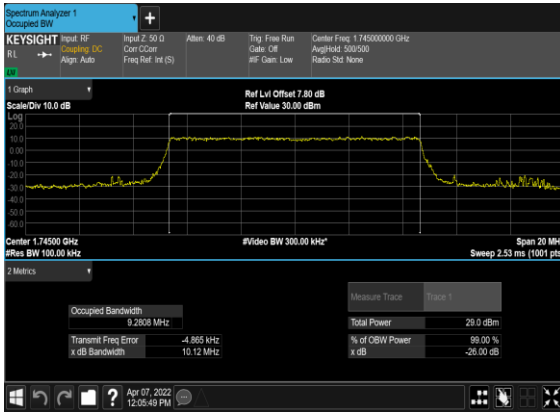 Spectrum Analyzer 1
Occupied BW
+
KEYSIGHT Input: RF Input Z: 50 Ω Atten: 40 dB Trig: Free Run Center Freq: 1.745000000 GHz
RL Coupling: DC Corr CCorr Gate: Off Avg|Hold: 500/500
Align: Auto Freq Ref: Int (S) #IF Gain: Low Radio Std: None
1 Graph Ref Lvl Offset 7.80 dB
Scale/Div 10.0 dB Ref Value 30.00 dBm
Log
20.0
10.0
0.00
-10.0
-20.0
-30.0
-40.0
-50.0
-60.0
Center 1.74500 GHz #Video BW 300.00 kHz* Span 20 MH
#Res BW 100.00 kHz Sweep 2.53 ms (1001 pts
2 Metrics
Measure Trace Trace 1
Occupied Bandwidth
9.2808 MHz Total Power 29.0 dBm
Transmit Freq Error -4.865 kHz % of OBW Power 99.00 %
x dB Bandwidth 10.12 MHz x dB -26.00 dB
? Apr 07, 2022
12:05:49 PM